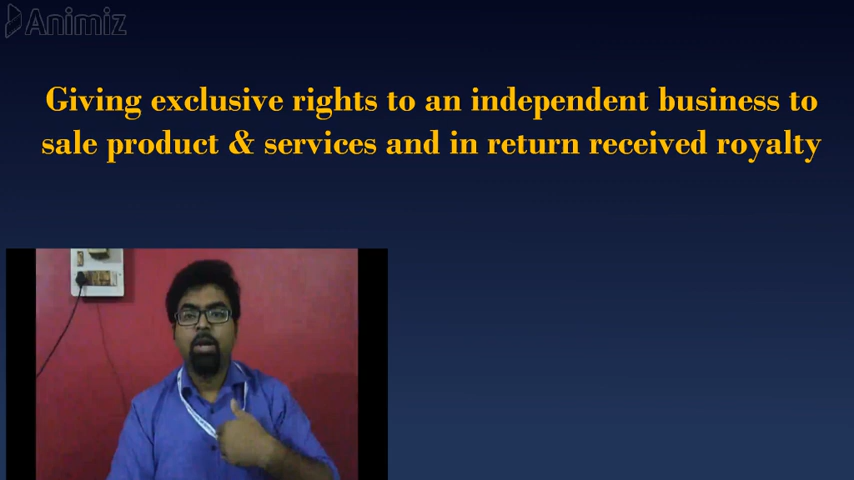 Animiz
Giving exclusive rights to an independent business to
sale product & services and in return received royalty